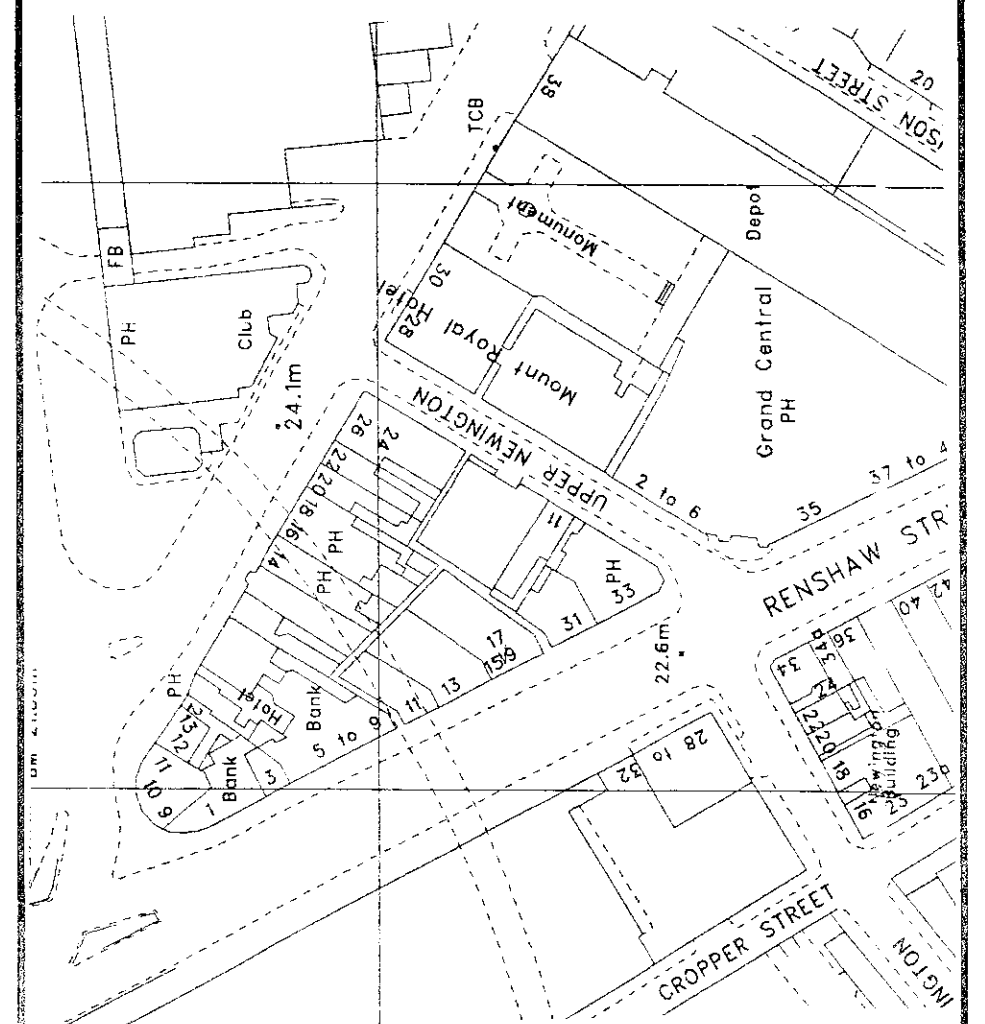 20
SON STREET
38
TCB
Depot
Monument
FB
30
28
Royal Hotel
PH
Club
Grand Central
PH
Mount
24.1m
UPPER NEWINGTON
26
24
22
20
18
16
14
PH
PH
2 to 6
35
37 to 4
11
PH
33
31
RENSHAW STR
22.6m
17
15
13
11
9
5 to
Bank
Hotel
PH
13
12
11
10
9
1
Bank
3
28 to
32
34
34a
36
40
42
24
22
20
18
16
Building
23
23a
CROPPER STREET
INGTON